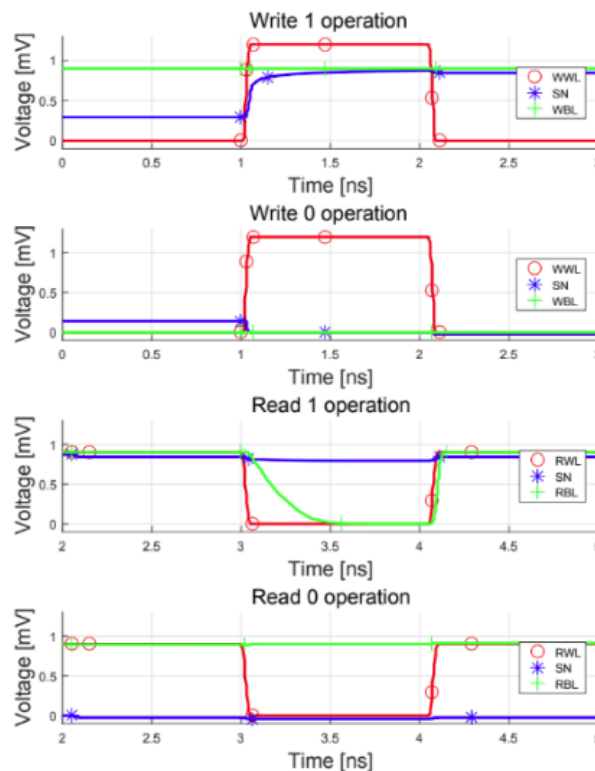 Write 1 operation
Voltage [mV]
1
0.5
0
WWL
SN
WBL
0 0.5 1 1.5 2 2.5
Time [ns]
Write 0 operation
Voltage [mV]
1
0
WWL
SN
WBL
0 0.5 1 1.5 2 2.5
Time [ns]
Read 1 operation
Voltage [mV]
1
0.5
0
RWL
SN
RBL
2 2.5 3 3.5 4 4.5
Time [ns]
Read 0 operation
Voltage [mV]
1
0
RWL
SN
RBL
2 2.5 3 3.5 4 4.5
Time [ns]